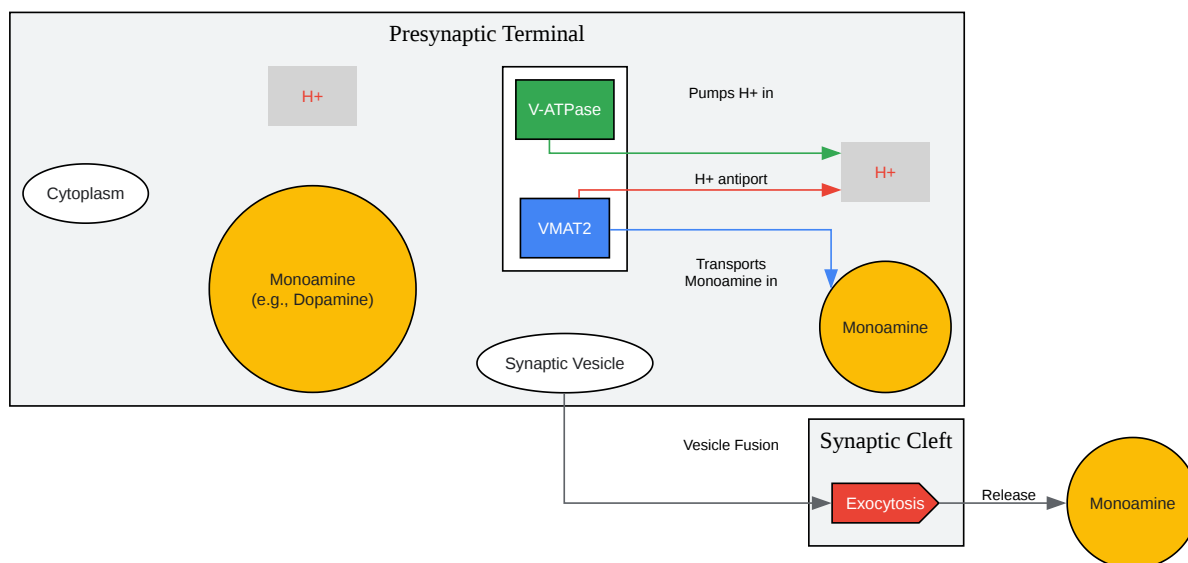 Presynaptic Terminal
H+
V-ATPase
Pumps H+ in
Cytoplasm
H+ antiport
H+
VMAT2
Monoamine
(e.g., Dopamine)
Transports
Monoamine in
Monoamine
Synaptic Vesicle
Vesicle Fusion
Synaptic Cleft
Exocytosis
Release
Monoamine